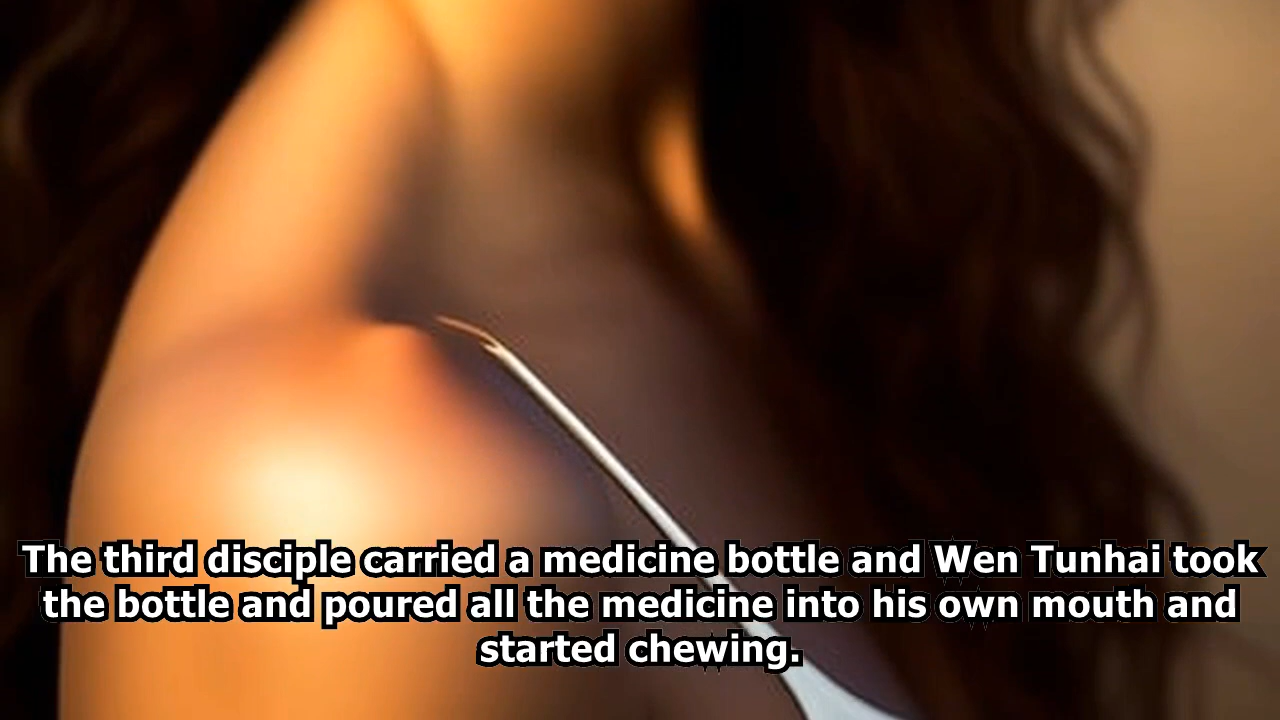 The third disciple carried a medicine bottle and Wen Tunhai took
the bottle and poured all the medicine into his own mouth and
started chewing.